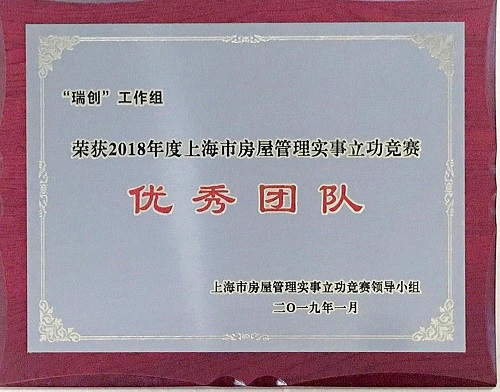 “瑞创”工作组
荣获2018年度上海市房屋管理实事立功竞赛
优秀团队
上海市房屋管理实事立功竞赛领导小组
二O一九年一月